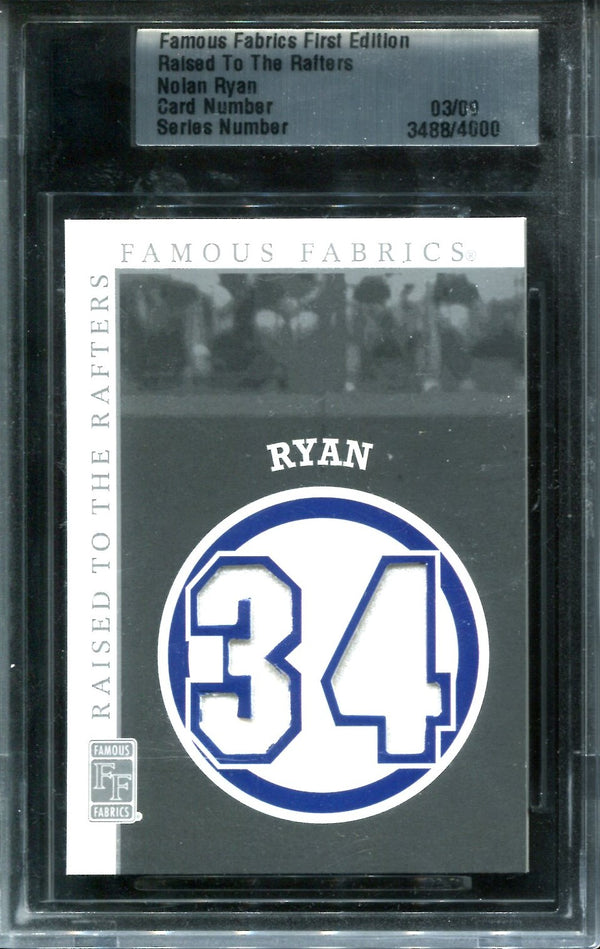 Famous Fabrics First Edition
Raised To The Rafters
Nolan Ryan
Card Number 03/09
Series Number 3488/4000
FAMOUS FABRICS®
RAISED TO THE RAFTERS
RYAN
34
FAMOUS
FF
FABRICS®